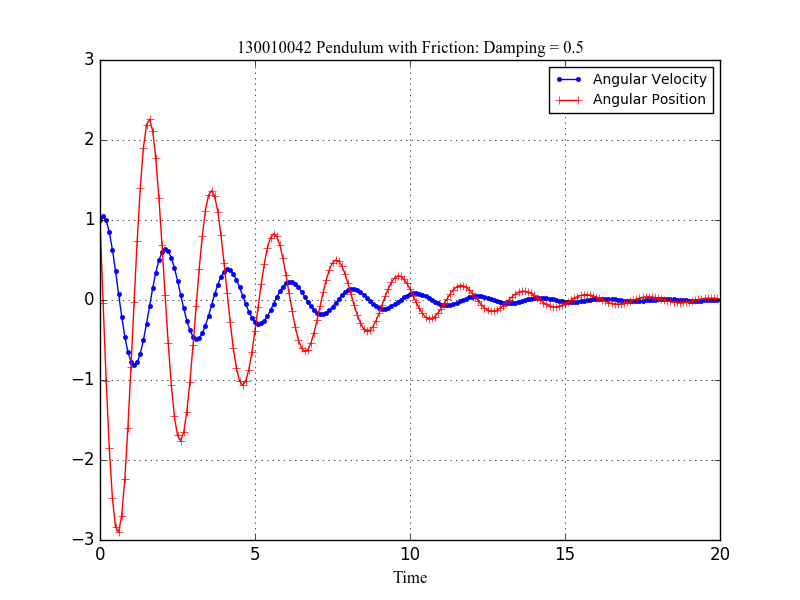 130010042 Pendulum with Friction: Damping = 0.5
3
Angular Velocity
Angular Position
2
1
0
−1
−2
−3
0 5 10 15 20
Time